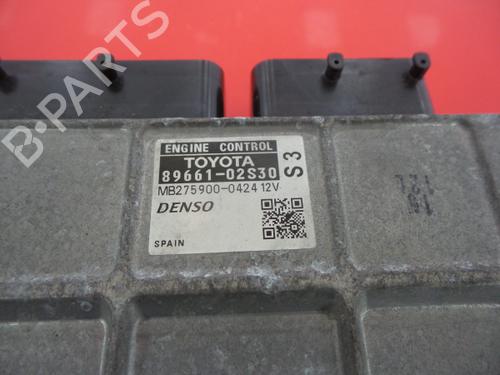 B-PARTS
ENGINE CONTROL
TOYOTA
89661-02S30
S3
MB275900-0424 12V
DENSO
SPAIN